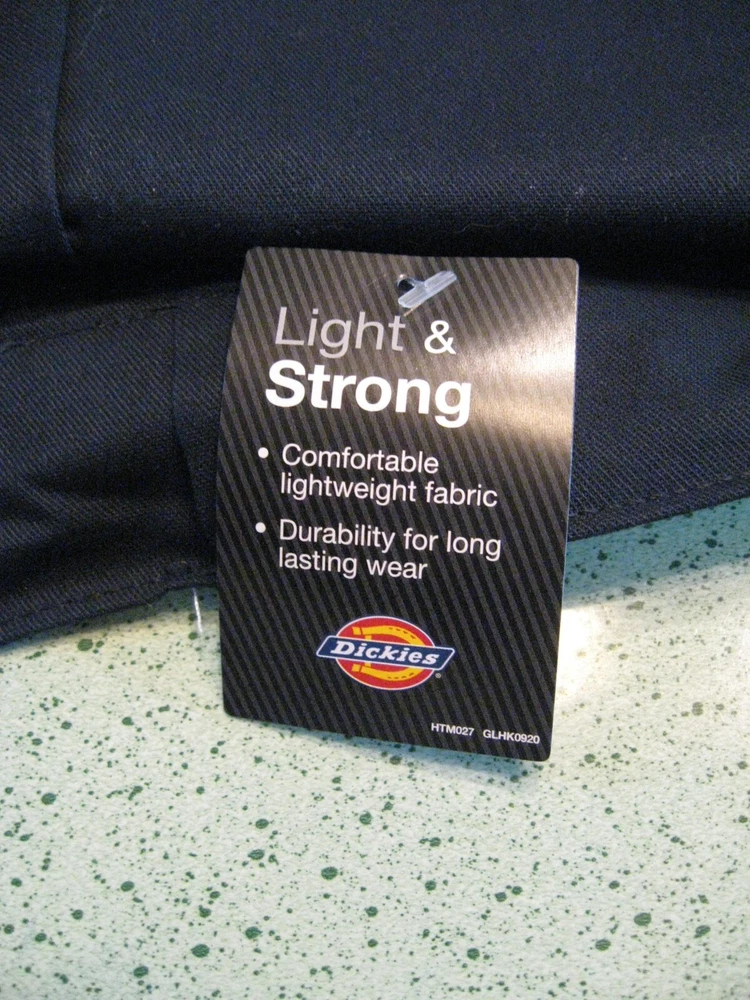 Light &
Strong
• Comfortable
lightweight fabric
• Durability for long
lasting wear
Dickies®
HTM027 GLHK0920